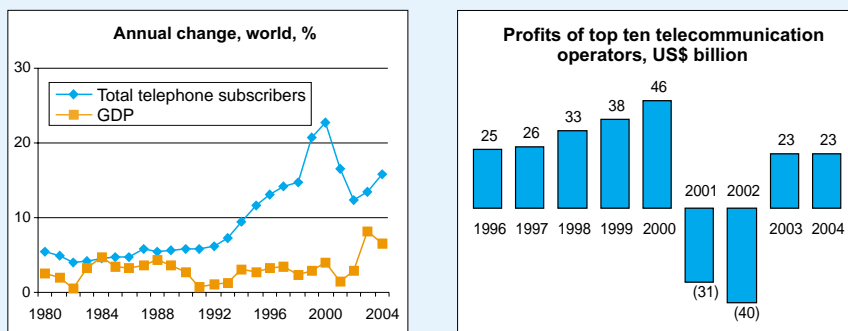 Annual change, world, %
30
Total telephone subscribers
GDP
20
10
0
1980 1984 1988 1992 1996 2000 2004
Profits of top ten telecommunication
operators, US$ billion
46
38
33
25 26
2001 2002
23 23
1996 1997 1998 1999 2000
2003 2004
(31)
(40)